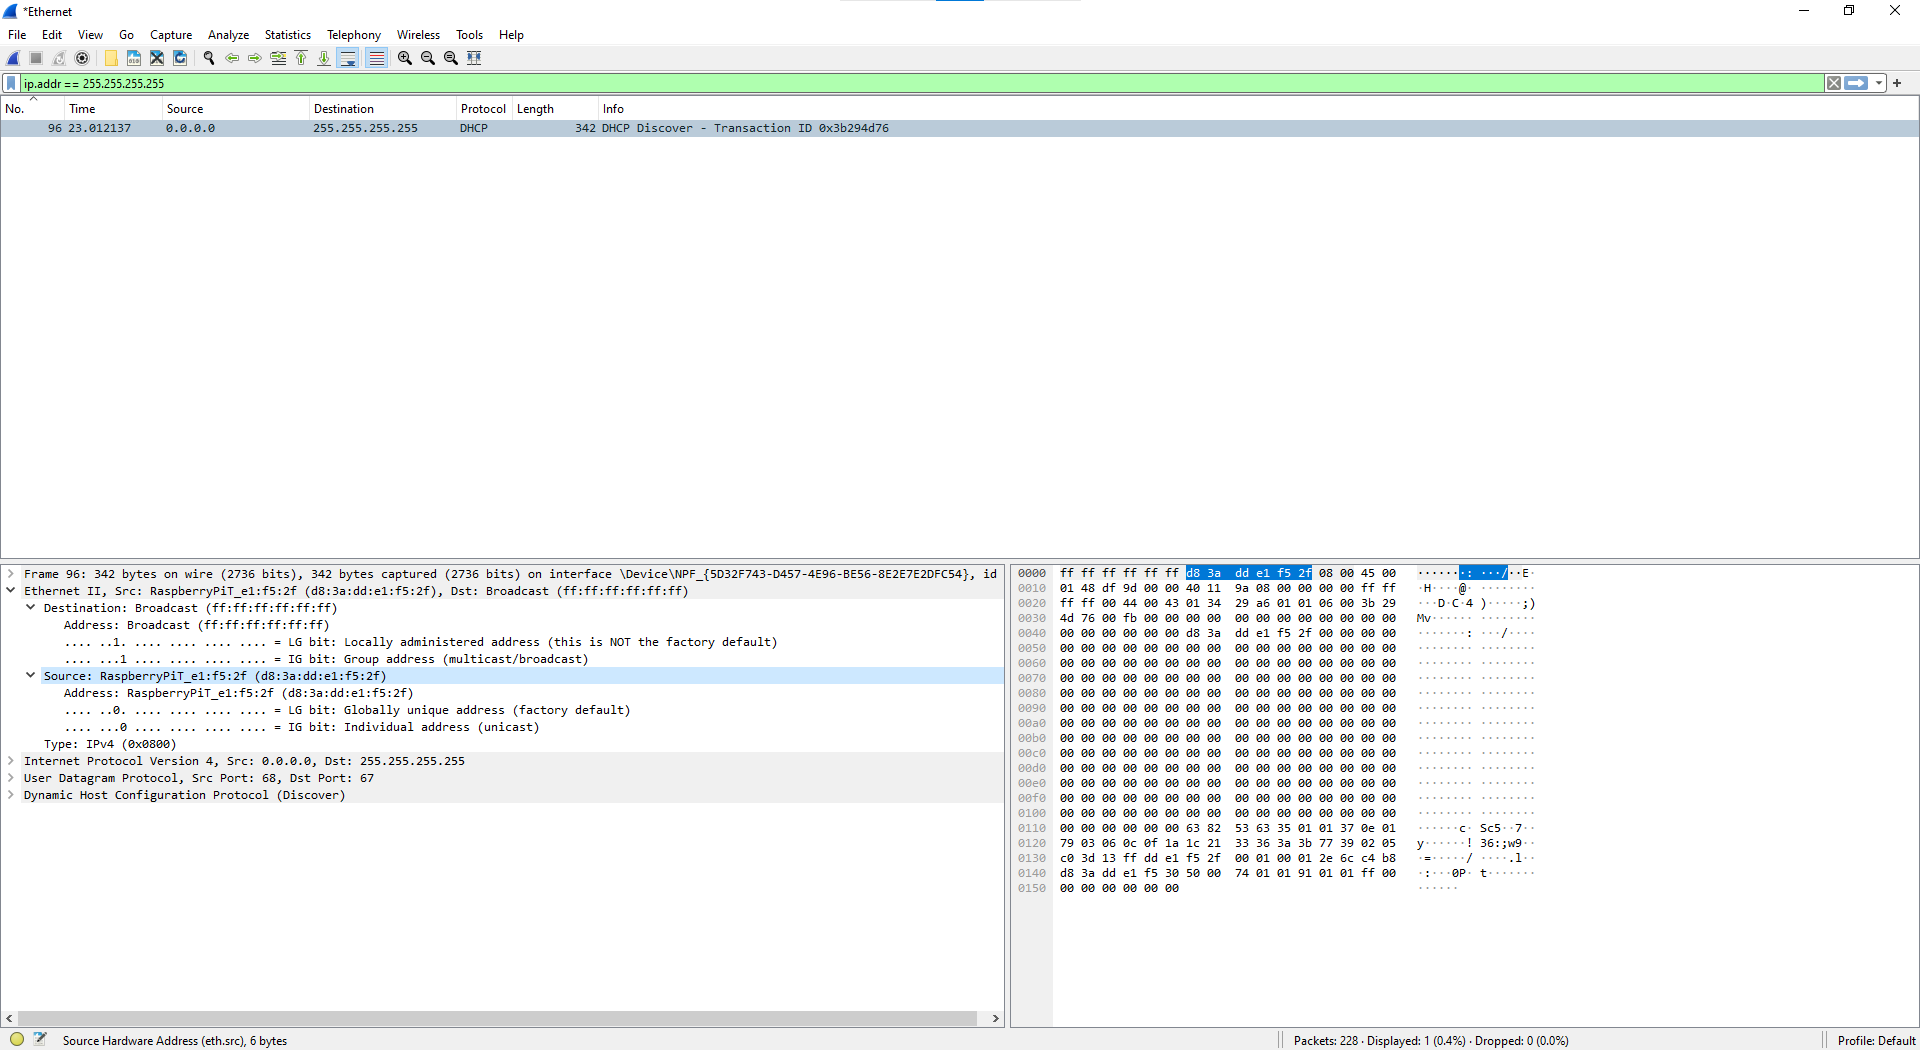 *Ethernet
File Edit View Go Capture Analyze Statistics Telephony Wireless Tools Help
ip.addr == 255.255.255.255
No. Time Source Destination Protocol Length Info
96 23.012137 0.0.0.0 255.255.255.255 DHCP 342 DHCP Discover - Transaction ID 0x3b294d76
Frame 96: 342 bytes on wire (2736 bits), 342 bytes captured (2736 bits) on interface \Device\NPF_{5D32F743-D457-4E96-BE56-8E2E7E2DFC54}, id
Ethernet II, Src: RaspberryPiT_e1:f5:2f (d8:3a:dd:e1:f5:2f), Dst: Broadcast (ff:ff:ff:ff:ff:ff)
Destination: Broadcast (ff:ff:ff:ff:ff:ff)
Address: Broadcast (ff:ff:ff:ff:ff:ff)
.... ..1. .... .... .... .... = LG bit: Locally administered address (this is NOT the factory default)
.... ...1 .... .... .... .... = IG bit: Group address (multicast/broadcast)
Source: RaspberryPiT_e1:f5:2f (d8:3a:dd:e1:f5:2f)
Address: RaspberryPiT_e1:f5:2f (d8:3a:dd:e1:f5:2f)
.... ..0. .... .... .... .... = LG bit: Globally unique address (factory default)
.... ...0 .... .... .... .... = IG bit: Individual address (unicast)
Type: IPv4 (0x0800)
Internet Protocol Version 4, Src: 0.0.0.0, Dst: 255.255.255.255
User Datagram Protocol, Src Port: 68, Dst Port: 67
Dynamic Host Configuration Protocol (Discover)
0000 ff ff ff ff ff ff d8 3a dd e1 f5 2f 08 00 45 00 ·······: ···/··E·
0010 01 48 df 9d 00 00 40 11 9a 08 00 00 00 00 ff ff ·H····@· ········
0020 ff ff 00 44 00 43 01 34 29 a6 01 01 06 00 3b 29 ···D·C·4 )·····;)
0030 4d 76 00 fb 00 00 00 00 00 00 00 00 00 00 00 00 Mv······ ········
0040 00 00 00 00 00 00 d8 3a dd e1 f5 2f 00 00 00 00 ·······: ···/····
0050 00 00 00 00 00 00 00 00 00 00 00 00 00 00 00 00 ········ ········
0060 00 00 00 00 00 00 00 00 00 00 00 00 00 00 00 00 ········ ········
0070 00 00 00 00 00 00 00 00 00 00 00 00 00 00 00 00 ········ ········
0080 00 00 00 00 00 00 00 00 00 00 00 00 00 00 00 00 ········ ········
0090 00 00 00 00 00 00 00 00 00 00 00 00 00 00 00 00 ········ ········
00a0 00 00 00 00 00 00 00 00 00 00 00 00 00 00 00 00 ········ ········
00b0 00 00 00 00 00 00 00 00 00 00 00 00 00 00 00 00 ········ ········
00c0 00 00 00 00 00 00 00 00 00 00 00 00 00 00 00 00 ········ ········
00d0 00 00 00 00 00 00 00 00 00 00 00 00 00 00 00 00 ········ ········
00e0 00 00 00 00 00 00 00 00 00 00 00 00 00 00 00 00 ········ ········
00f0 00 00 00 00 00 00 00 00 00 00 00 00 00 00 00 00 ········ ········
0100 00 00 00 00 00 00 00 00 00 00 00 00 00 00 00 00 ········ ········
0110 00 00 00 00 00 00 63 82 53 63 35 01 01 37 0e 01 ······c· Sc5··7··
0120 79 03 06 0c 0f 1a 1c 21 33 36 3a 3b 77 39 02 05 y······! 36:;w9··
0130 c0 3d 13 ff dd e1 f5 2f 00 01 00 01 2e 6c c4 b8 ·=·····/ ····.l··
0140 d8 3a dd e1 f5 30 50 00 74 01 01 91 01 01 ff 00 ·:···0P· t·······
0150 00 00 00 00 00 00 ······
Source Hardware Address (eth.src), 6 bytes
Packets: 228 · Displayed: 1 (0.4%) · Dropped: 0 (0.0%)
Profile: Default